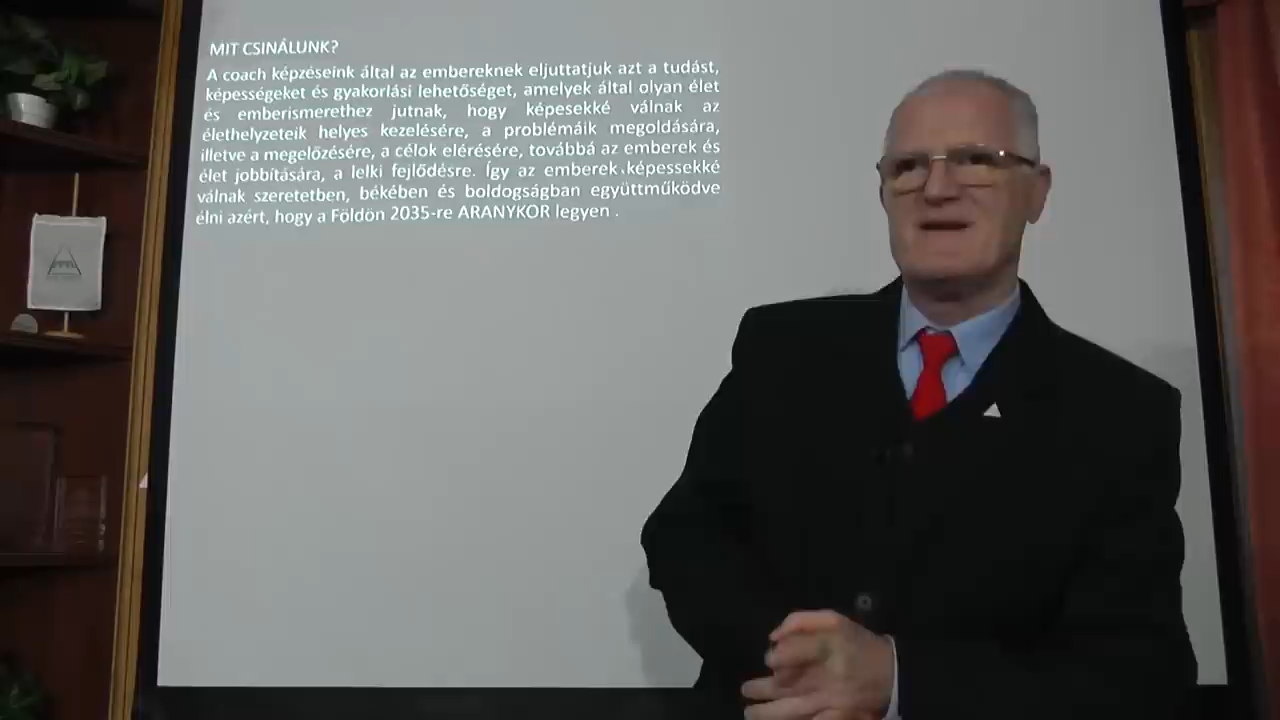 MIT CSINÁLUNK?
A coach képzéseink által az embereknek eljuttatjuk azt a tudást,
képességeket és gyakorlási lehetőséget, amelyek által olyan élet
és emberismerethez jutnak, hogy képesekké válnak az
élethelyzeteik helyes kezelésére, a problémáik megoldására,
illetve a megelőzésére, a célok elérésére, továbbá az emberek és
élet jobbítására, a lelki fejlődésre. Így az emberek képessekké
válnak szeretetben, békében és boldogságban együttműködve
élni azért, hogy a Földön 2035-re ARANYKOR legyen .